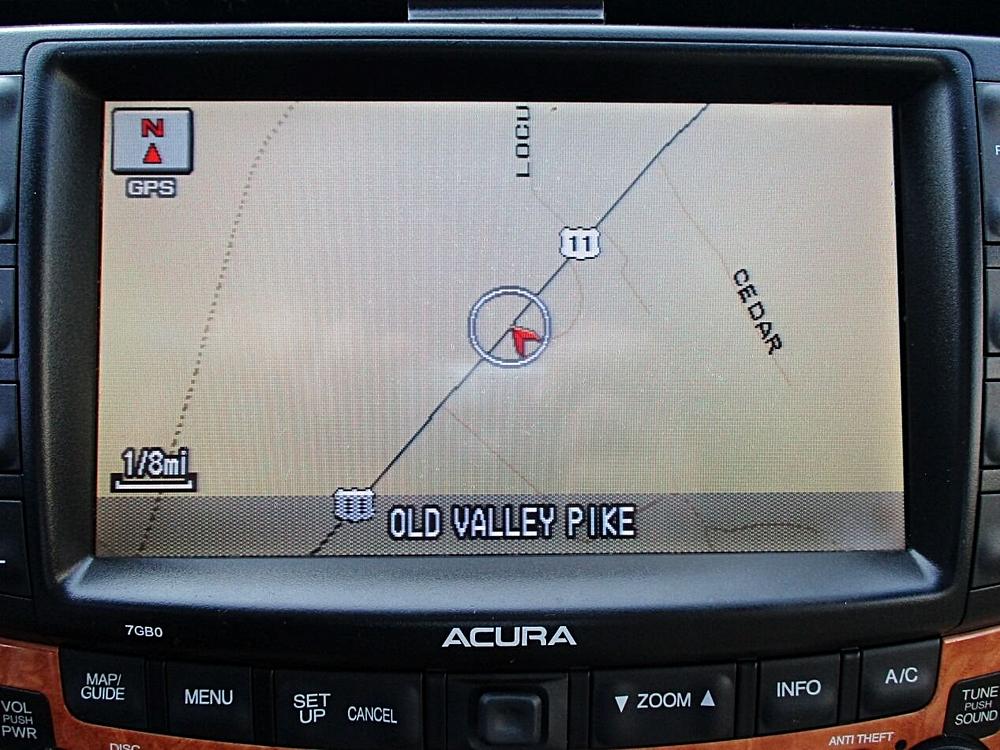 N
GPS
LOCU
11
CEDAR
1/8mi
11
OLD VALLEY PIKE
7GB0
ACURA
MAP/
GUIDE
MENU
SET
UP
CANCEL
▼ ZOOM ▲
INFO
A/C
VOL
PUSH
PWR
TUNE
PUSH
SOUND
DISC
ANTI THEFT